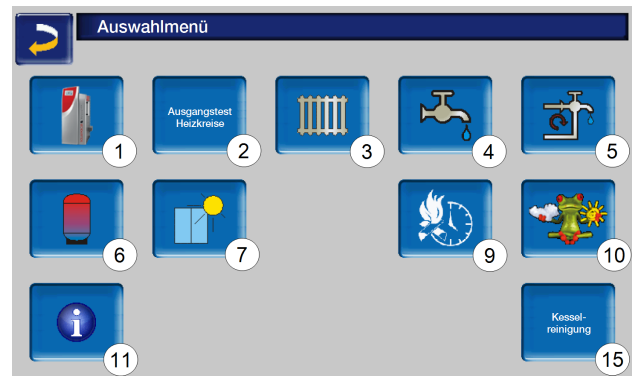 Auswahlmenü
Ausgangstest
Heizkreise
1
2
3
4
5
6
7
9
10
i
Kessel-
reinigung
11
15